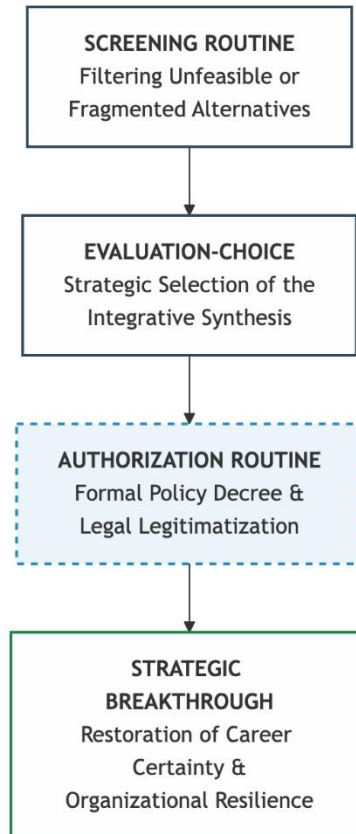 SCREENING ROUTINE
Filtering Unfeasible or
Fragmented Alternatives
EVALUATION-CHOICE
Strategic Selection of the
Integrative Synthesis
AUTHORIZATION ROUTINE
Formal Policy Decree &
Legal Legitimatization
STRATEGIC
BREAKTHROUGH
Restoration of Career
Certainty &
Organizational Resilience